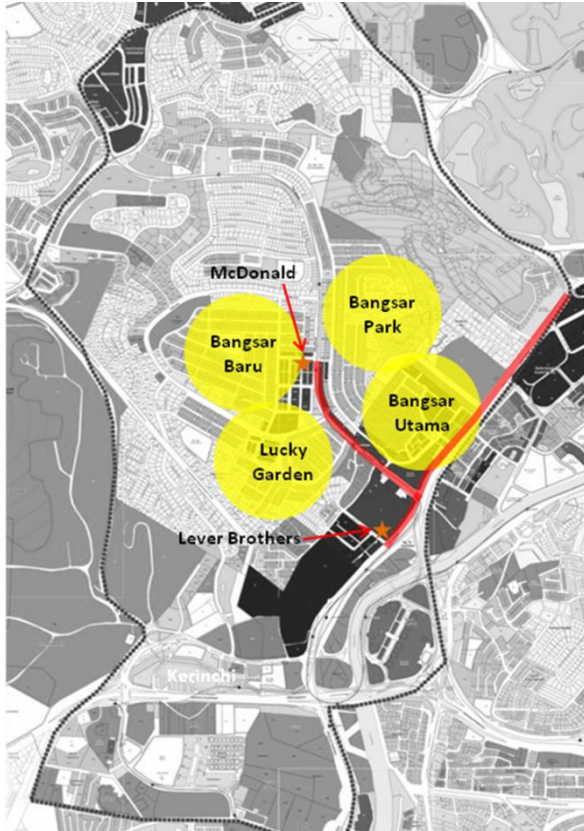 McDonald
Bangsar
Park
Bangsar
Baru
Bangsar
Utama
Lucky
Garden
Lever Brothers
Kerinchi